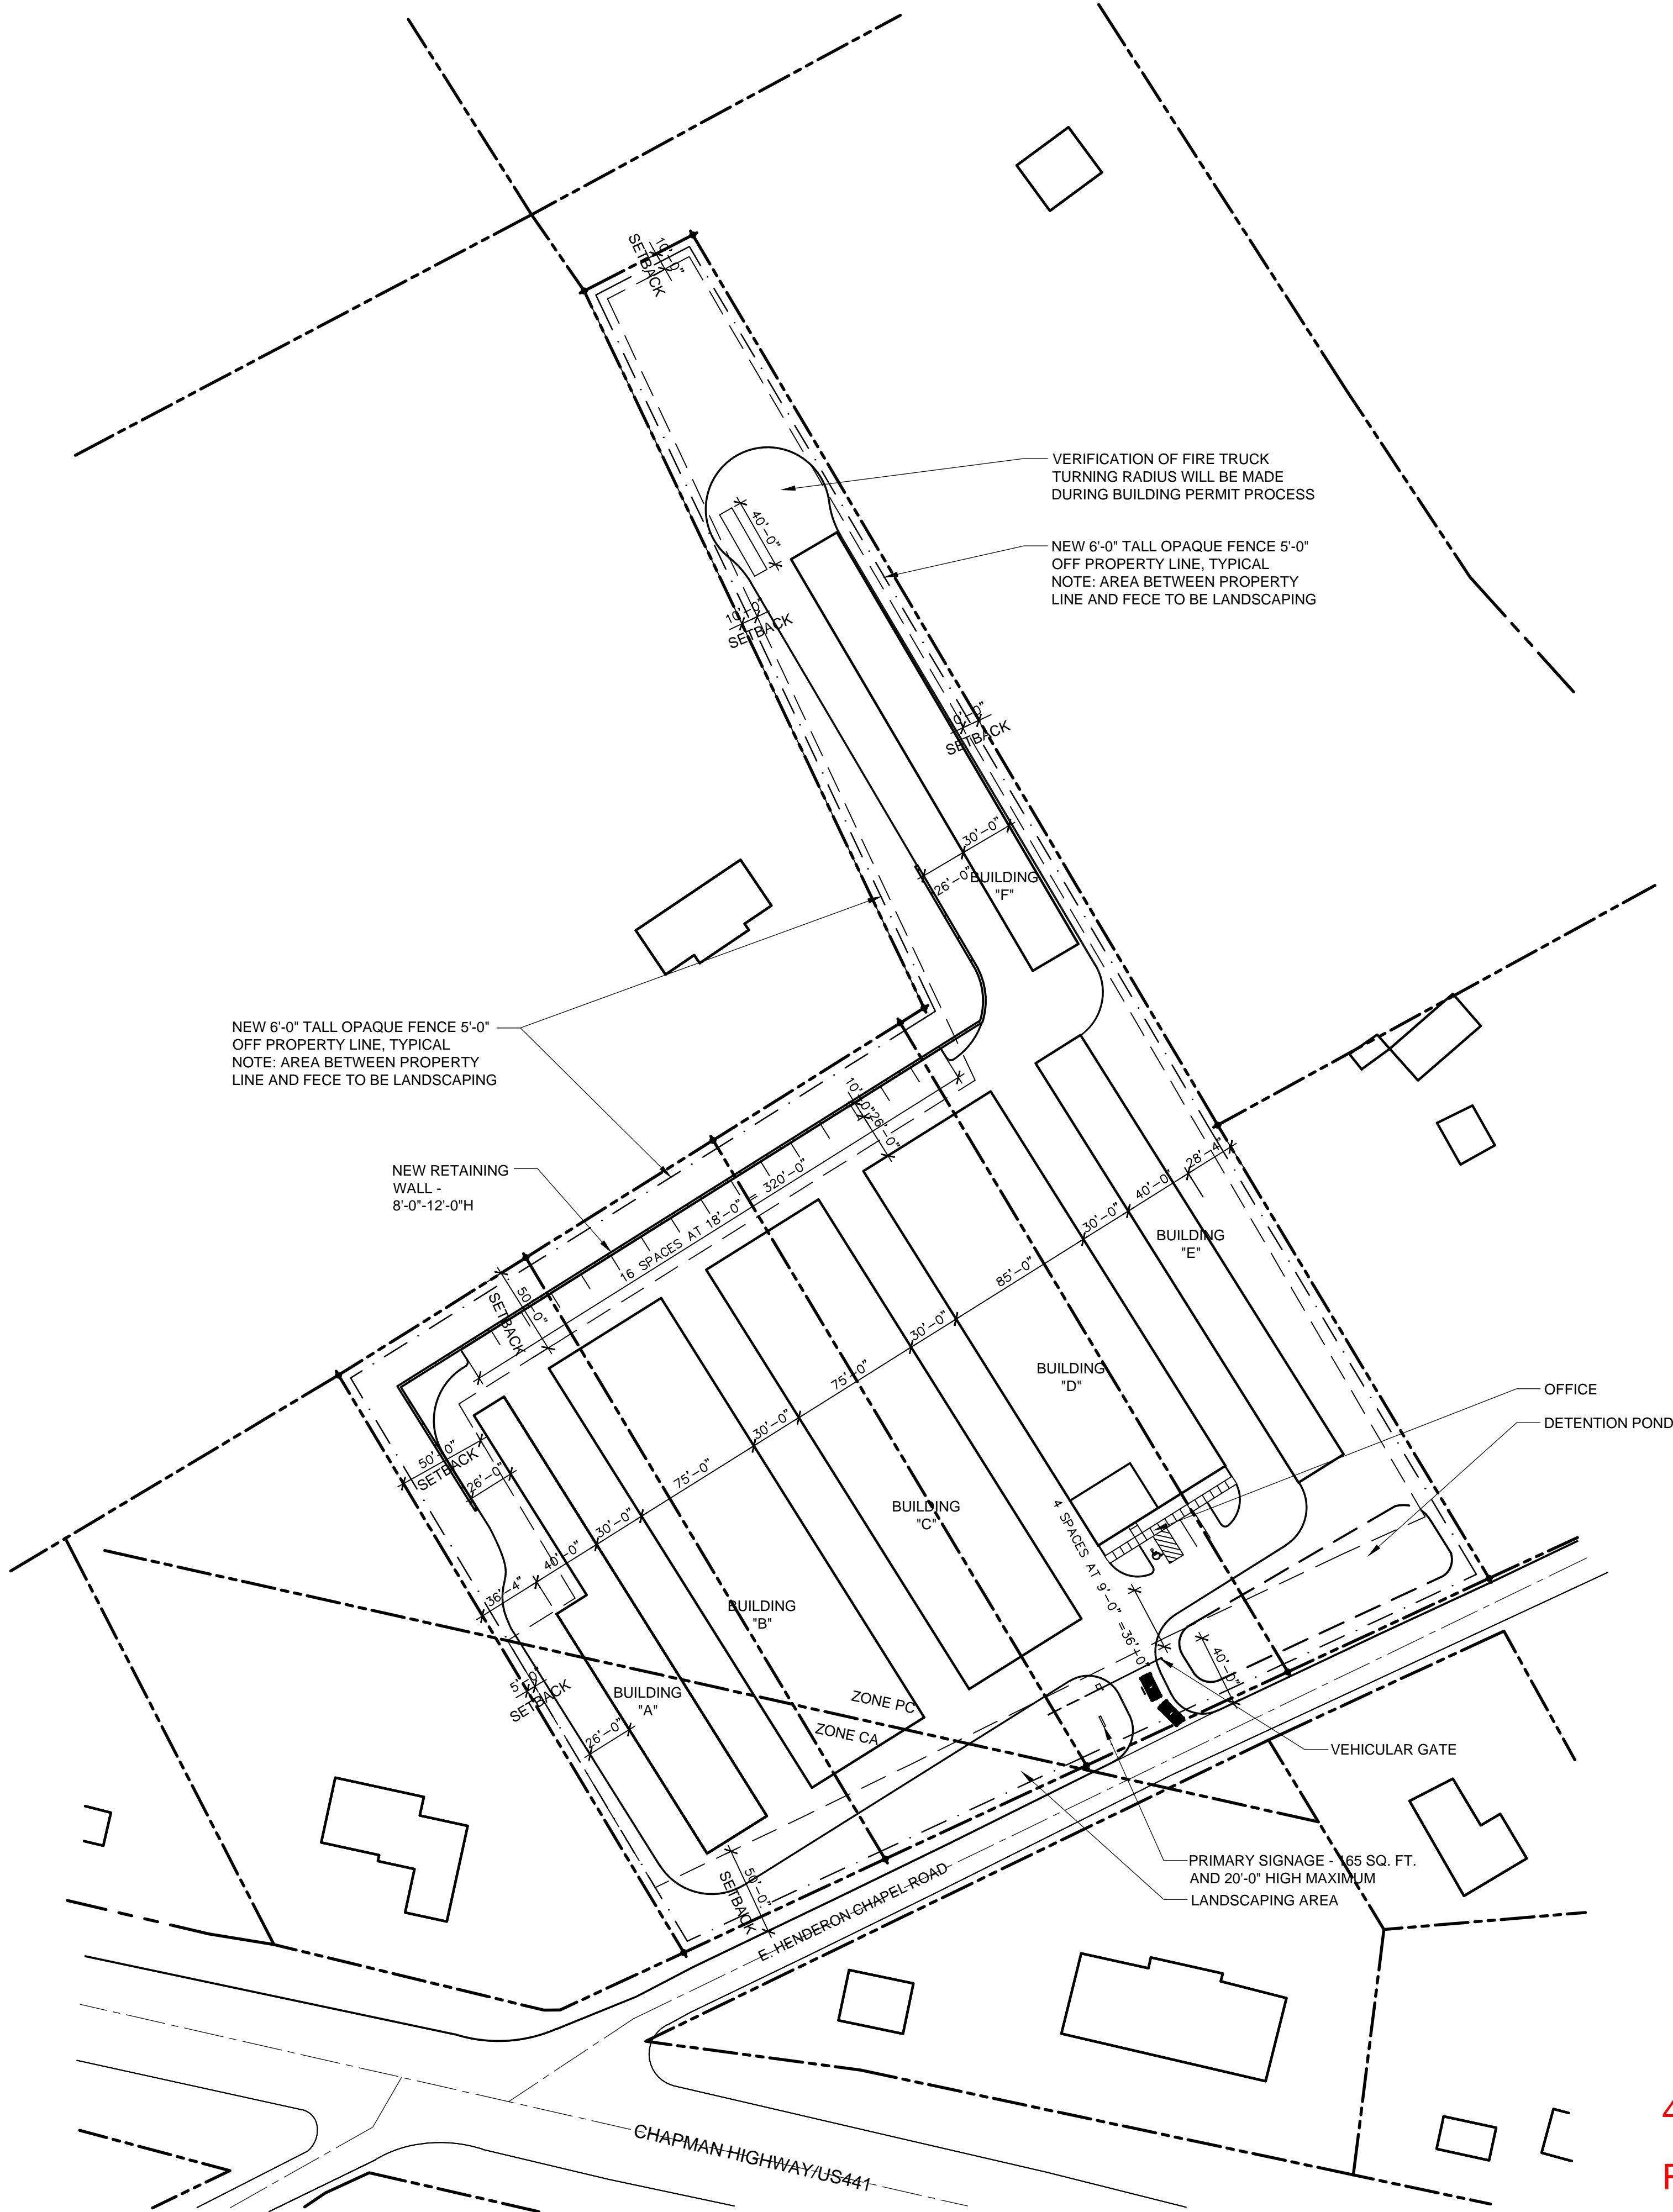 10'-0"
SETBACK
VERIFICATION OF FIRE TRUCK
TURNING RADIUS WILL BE MADE
DURING BUILDING PERMIT PROCESS
40'-0"
NEW 6'-0" TALL OPAQUE FENCE 5'-0"
OFF PROPERTY LINE, TYPICAL
NOTE: AREA BETWEEN PROPERTY
LINE AND FECE TO BE LANDSCAPING
10'-0"
SETBACK
SETBACK
30'-0"
26'-0"
BUILDING
"F"
NEW 6'-0" TALL OPAQUE FENCE 5'-0"
OFF PROPERTY LINE, TYPICAL
NOTE: AREA BETWEEN PROPERTY
LINE AND FECE TO BE LANDSCAPING
10'-0"
26'-0"
NEW RETAINING
WALL -
8'-0"-12'-0"H
16 SPACES AT 18'-0" = 320'-0"
28'-4"
40'-0"
30'-0"
BUILDING
"E"
85'-0"
50'-0"
SETBACK
30'-0"
75'-0"
BUILDING
"D"
OFFICE
DETENTION POND
30'-0"
50'-0"
SETBACK
26'-0"
75'-0"
BUILDING
"C"
4 SPACES AT 9'-0" =36'-0"
30'-0"
40'-0"
36'-4"
BUILDING
"B"
40'-0"
5'-0"
SETBACK
BUILDING
"A"
ZONE PC
ZONE CA
26'-0"
VEHICULAR GATE
PRIMARY SIGNAGE - 165 SQ. FT.
AND 20'-0" HIGH MAXIMUM
LANDSCAPING AREA
50'-0"
SETBACK
E. HENDERON CHAPEL ROAD
CHAPMAN HIGHWAY/US441